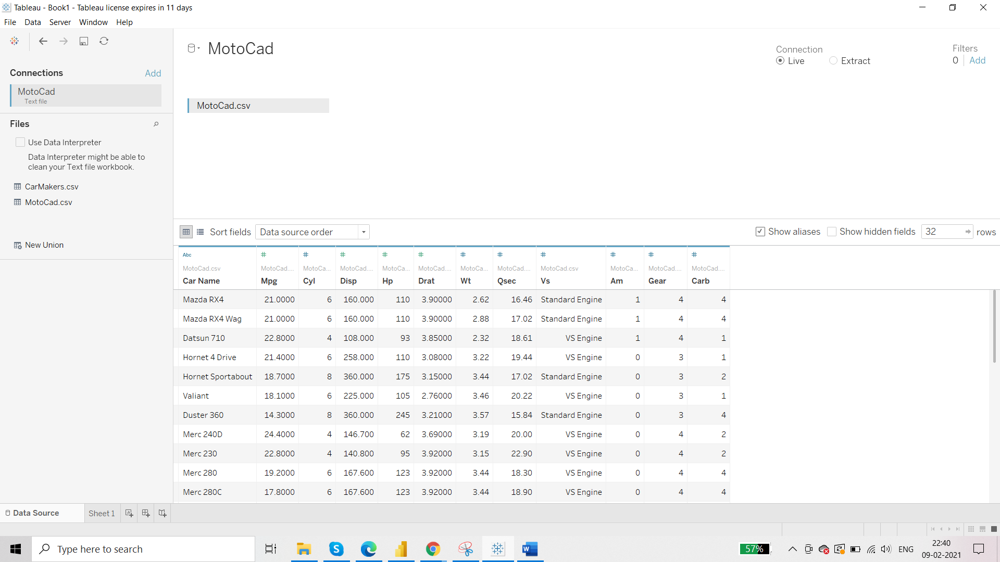 Tableau - Book1 - Tableau license expires in 11 days
File Data Server Window Help
Connections Add
MotoCad
Text file
Files
Use Data Interpreter
Data Interpreter might be able to
clean your Text file workbook.
CarMakers.csv
MotoCad.csv
New Union
MotoCad
Connection
Live Extract
Filters
0 Add
MotoCad.csv
Sort fields Data source order
Show aliases Show hidden fields 32 rows
Abc # # # # # # # # # # #
MotoCad.csv MotoCad.... MotoCa... MotoCad.... MotoCa... MotoCad.... MotoCa... MotoCad.... MotoCad.csv MotoCa... MotoCad.... MotoCad....
Car Name Mpg Cyl Disp Hp Drat Wt Qsec Vs Am Gear Carb
Mazda RX4 21.0000 6 160.000 110 3.90000 2.62 16.46 Standard Engine 1 4 4
Mazda RX4 Wag 21.0000 6 160.000 110 3.90000 2.88 17.02 Standard Engine 1 4 4
Datsun 710 22.8000 4 108.000 93 3.85000 2.32 18.61 VS Engine 1 4 1
Hornet 4 Drive 21.4000 6 258.000 110 3.08000 3.22 19.44 VS Engine 0 3 1
Hornet Sportabout 18.7000 8 360.000 175 3.15000 3.44 17.02 Standard Engine 0 3 2
Valiant 18.1000 6 225.000 105 2.76000 3.46 20.22 VS Engine 0 3 1
Duster 360 14.3000 8 360.000 245 3.21000 3.57 15.84 Standard Engine 0 3 4
Merc 240D 24.4000 4 146.700 62 3.69000 3.19 20.00 VS Engine 0 4 2
Merc 230 22.8000 4 140.800 95 3.92000 3.15 22.90 VS Engine 0 4 2
Merc 280 19.2000 6 167.600 123 3.92000 3.44 18.30 VS Engine 0 4 4
Merc 280C 17.8000 6 167.600 123 3.92000 3.44 18.90 VS Engine 0 4 4
Data Source Sheet 1
Type here to search
57%
ENG
22:40
09-02-2021